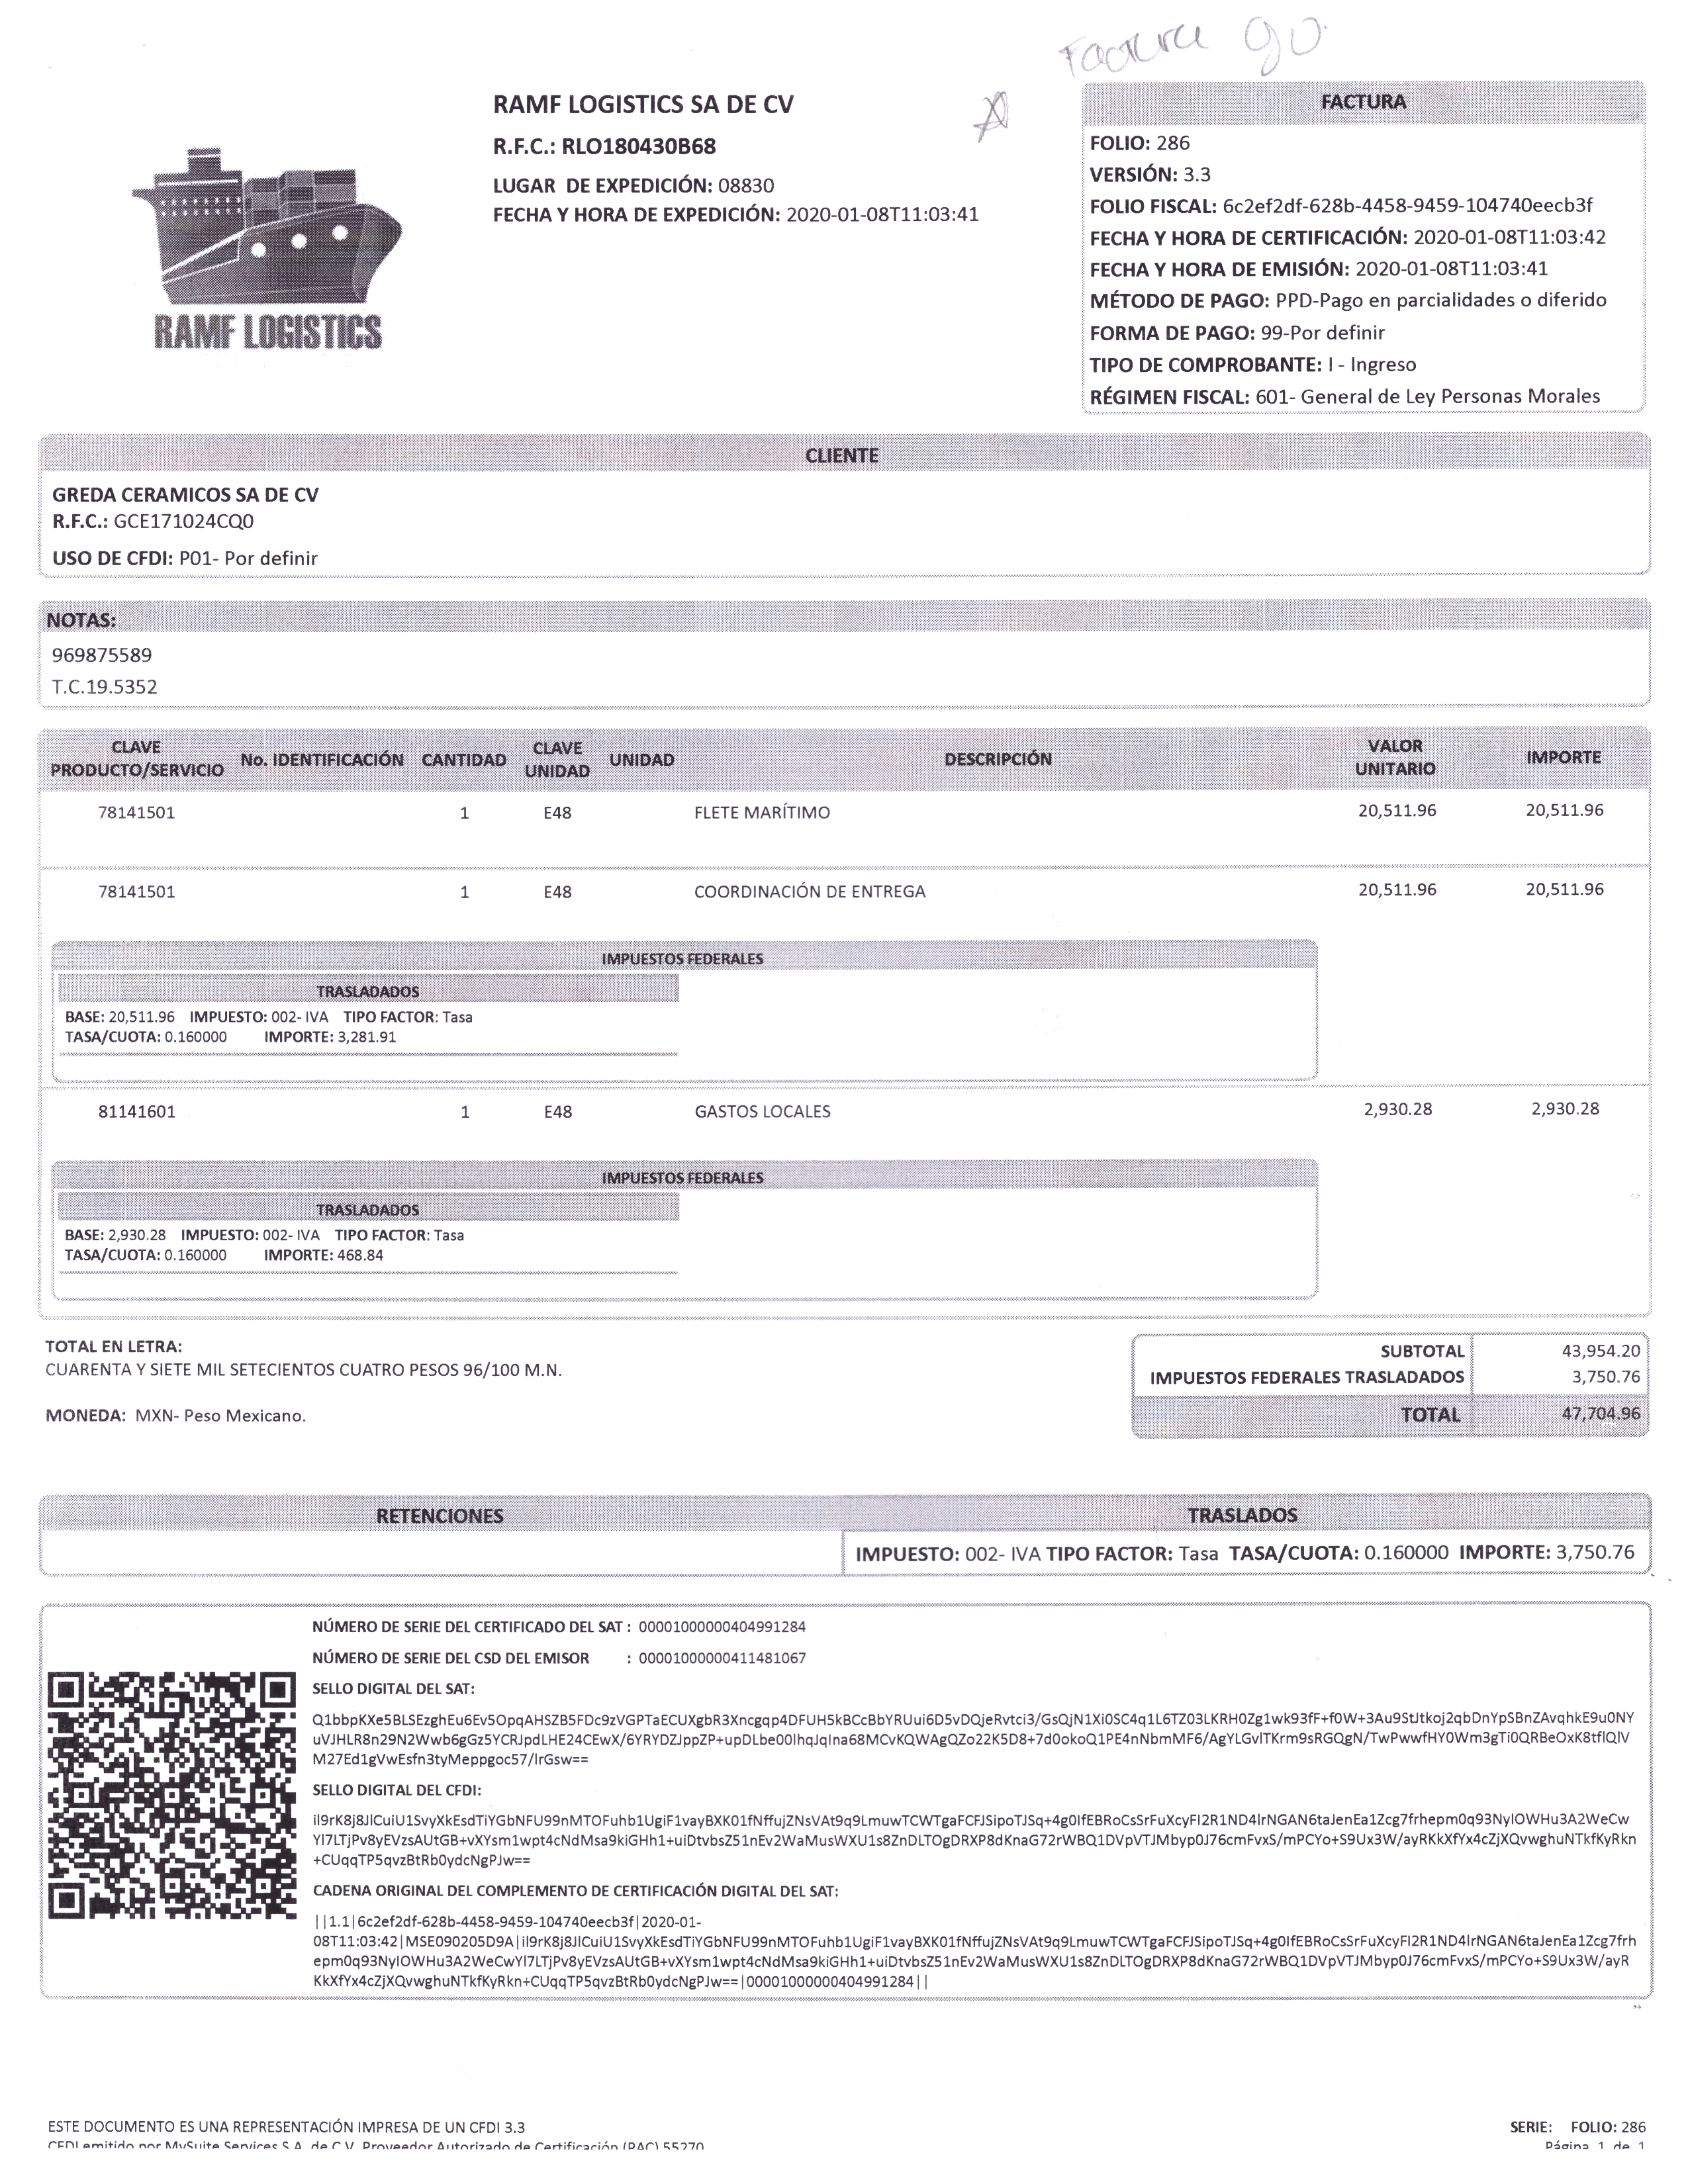 Factura 90
RAMF LOGISTICS
RAMF LOGISTICS SA DE CV
R.F.C.: RLO180430B68
LUGAR DE EXPEDICIÓN: 08830
FECHA Y HORA DE EXPEDICIÓN: 2020-01-08T11:03:41
FACTURA
FOLIO: 286
VERSIÓN: 3.3
FOLIO FISCAL: 6c2ef2df-628b-4458-9459-104740eecb3f
FECHA Y HORA DE CERTIFICACIÓN: 2020-01-08T11:03:42
FECHA Y HORA DE EMISIÓN: 2020-01-08T11:03:41
MÉTODO DE PAGO: PPD-Pago en parcialidades o diferido
FORMA DE PAGO: 99-Por definir
TIPO DE COMPROBANTE: I - Ingreso
RÉGIMEN FISCAL: 601- General de Ley Personas Morales
CLIENTE
GREDA CERAMICOS SA DE CV
R.F.C.: GCE171024CQ0
USO DE CFDI: P01- Por definir
NOTAS:
969875589
T.C.19.5352
CLAVE PRODUCTO/SERVICIO No. IDENTIFICACIÓN CANTIDAD CLAVE UNIDAD UNIDAD DESCRIPCIÓN VALOR UNITARIO IMPORTE
78141501 1 E48 FLETE MARÍTIMO 20,511.96 20,511.96
78141501 1 E48 COORDINACIÓN DE ENTREGA 20,511.96 20,511.96
IMPUESTOS FEDERALES
TRASLADADOS
BASE: 20,511.96 IMPUESTO: 002- IVA TIPO FACTOR: Tasa
TASA/CUOTA: 0.160000 IMPORTE: 3,281.91
81141601 1 E48 GASTOS LOCALES 2,930.28 2,930.28
IMPUESTOS FEDERALES
TRASLADADOS
BASE: 2,930.28 IMPUESTO: 002- IVA TIPO FACTOR: Tasa
TASA/CUOTA: 0.160000 IMPORTE: 468.84
TOTAL EN LETRA:
CUARENTA Y SIETE MIL SETECIENTOS CUATRO PESOS 96/100 M.N.
MONEDA: MXN- Peso Mexicano.
SUBTOTAL 43,954.20
IMPUESTOS FEDERALES TRASLADADOS 3,750.76
TOTAL 47,704.96
RETENCIONES TRASLADOS
IMPUESTO: 002- IVA TIPO FACTOR: Tasa TASA/CUOTA: 0.160000 IMPORTE: 3,750.76
NÚMERO DE SERIE DEL CERTIFICADO DEL SAT : 00001000000404991284
NÚMERO DE SERIE DEL CSD DEL EMISOR : 00001000000411481067
SELLO DIGITAL DEL SAT:
Q1bbpKXe5BLSEzghEu6Ev5OpqAHSZB5FDc9zVGPTaECUXgbR3Xncgqp4DFUH5kBCcBbYRUui6D5vDQjeRvtci3/GsQjN1Xi0SC4q1L6TZ03LKRH0Zg1wk93fF+f0W+3Au9StJtkoj2qbDnYpSBnZAvqhkE9u0NY
uVJHLR8n29N2Wwb6gGz5YCRJpdLHE24CEwX/6YRYDZJppZP+upDLbe00IhqJqIna68MCvKQWAgQZo22K5D8+7d0okoQ1PE4nNbmMF6/AgYLGvlTKrm9sRGQgN/TwPwwfHY0Wm3gTi0QRBeOxK8tflQlV
M27Ed1gVwEsfn3tyMeppgoc57/IrGsw==
SELLO DIGITAL DEL CFDI:
il9rK8j8JlCuiU1SvyXkEsdTiYGbNFU99nMTOFuhb1UgiF1vayBXK01fNffujZNsVAt9q9LmuwTCWTgaFCFJSipoTJSq+4g0IfEBRoCsSrFuXcyFI2R1ND4lrNGAN6taJenEa1Zcg7frhepm0q93NylOWHu3A2WeCw
Yl7LTjPv8yEVzsAUtGB+vXYsm1wpt4cNdMsa9kiGHh1+uiDtvbsZ51nEv2WaMusWXU1s8ZnDLTOgDRXP8dKnaG72rWBQ1DVpVTJMbyp0J76cmFvxS/mPCYo+S9Ux3W/ayRKkXfYx4cZjXQvwghuNTkfKyRkn
+CUqqTP5qvzBtRb0ydcNgPJw==
CADENA ORIGINAL DEL COMPLEMENTO DE CERTIFICACIÓN DIGITAL DEL SAT:
||1.1|6c2ef2df-628b-4458-9459-104740eecb3f|2020-01-
08T11:03:42|MSE090205D9A|il9rK8j8JlCuiU1SvyXkEsdTiYGbNFU99nMTOFuhb1UgiF1vayBXK01fNffujZNsVAt9q9LmuwTCWTgaFCFJSipoTJSq+4g0IfEBRoCsSrFuXcyFI2R1ND4lrNGAN6taJenEa1Zcg7frh
epm0q93NylOWHu3A2WeCwYl7LTjPv8yEVzsAUtGB+vXYsm1wpt4cNdMsa9kiGHh1+uiDtvbsZ51nEv2WaMusWXU1s8ZnDLTOgDRXP8dKnaG72rWBQ1DVpVTJMbyp0J76cmFvxS/mPCYo+S9Ux3W/ayR
KkXfYx4cZjXQvwghuNTkfKyRkn+CUqqTP5qvzBtRb0ydcNgPJw==|00001000000404991284||
ESTE DOCUMENTO ES UNA REPRESENTACIÓN IMPRESA DE UN CFDI 3.3
SERIE: FOLIO: 286
CFDI emitido por MySuite Services S.A. de C.V. Proveedor Autorizado de Certificación (PAC) 55270
Página 1 de 1